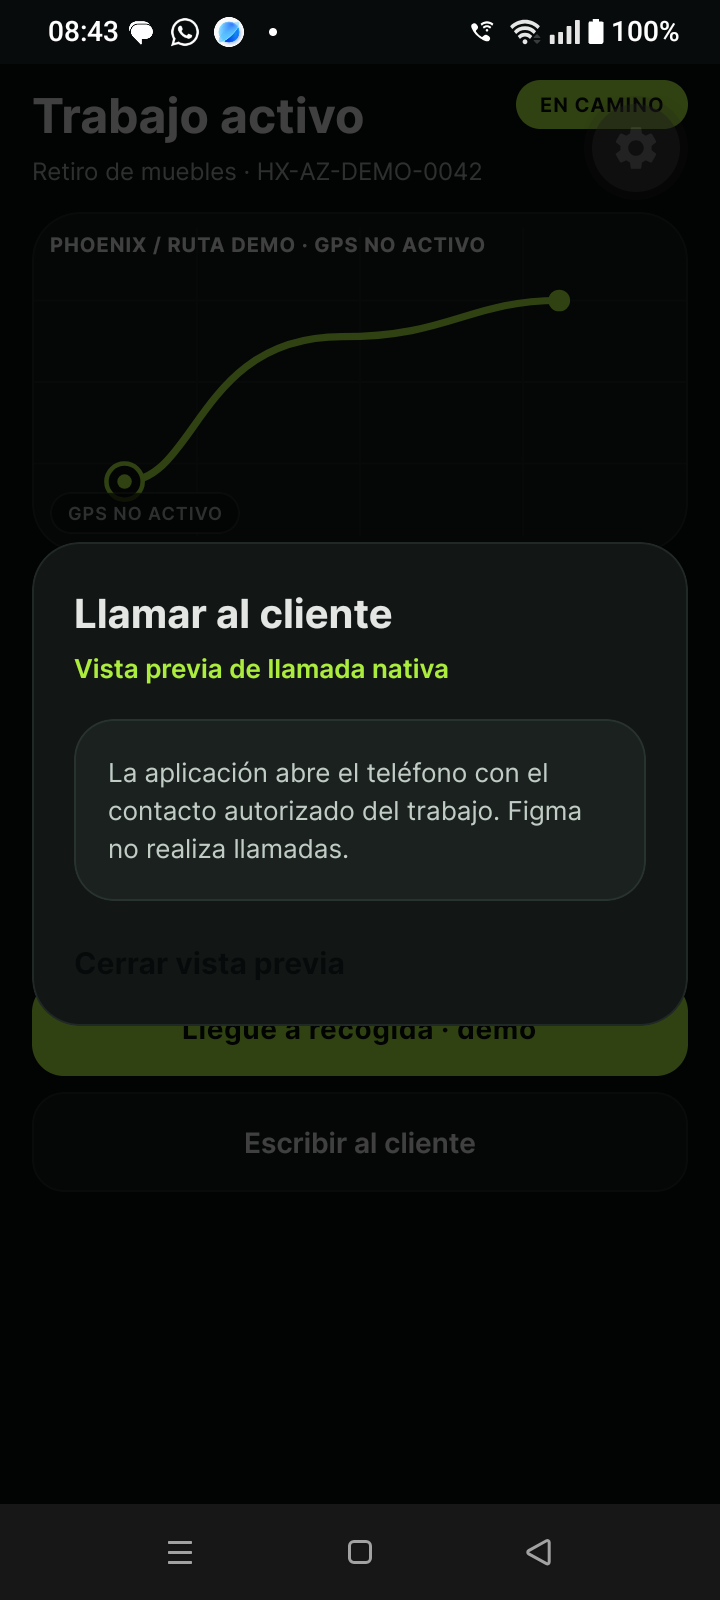 08:43
100%
Trabajo activo
EN CAMINO
Retiro de muebles · HX-AZ-DEMO-0042
PHOENIX / RUTA DEMO · GPS NO ACTIVO
GPS NO ACTIVO
Llamar al cliente
Vista previa de llamada nativa
La aplicación abre el teléfono con el
contacto autorizado del trabajo. Figma
no realiza llamadas.
Cerrar vista previa
Llegué a recogida · demo
Escribir al cliente